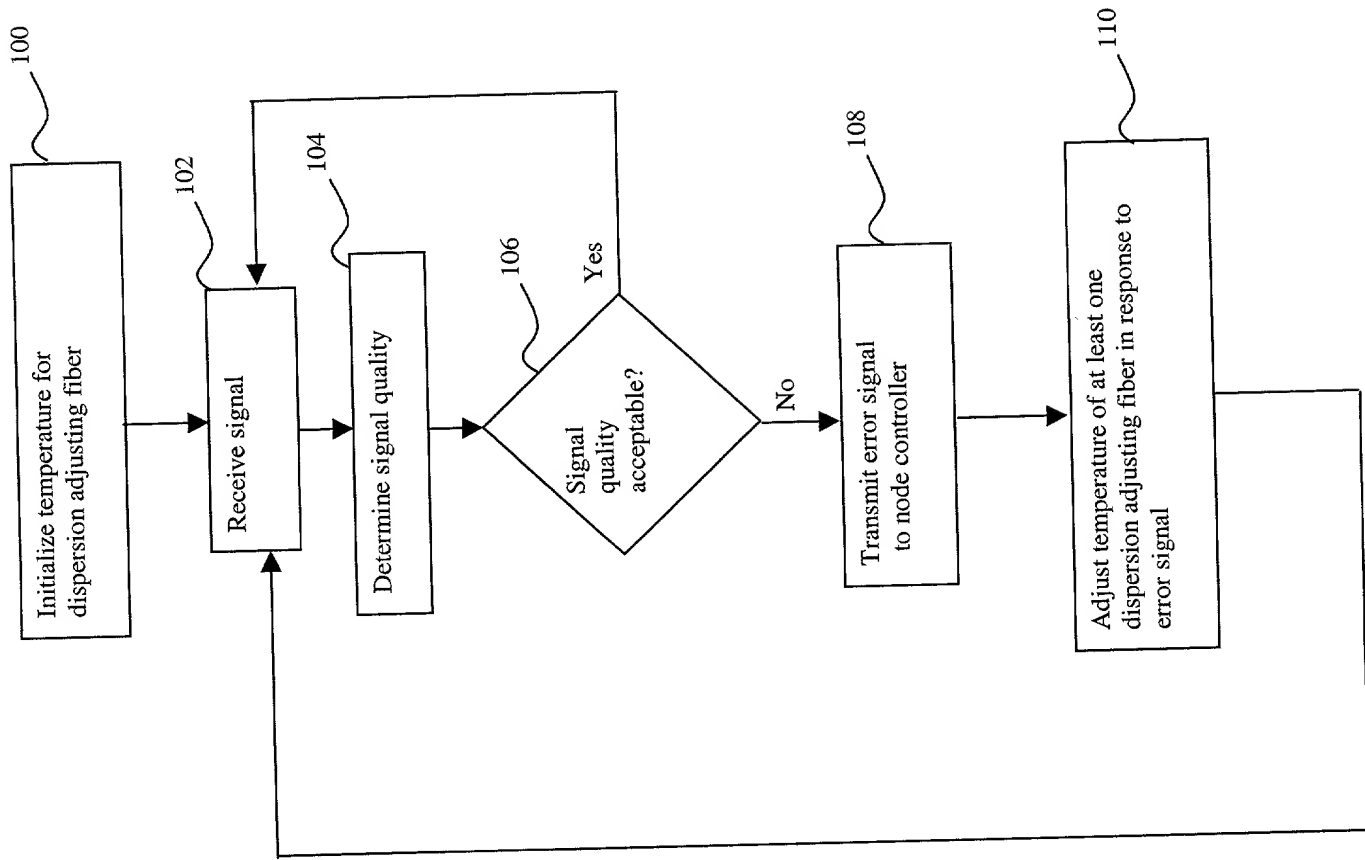 100
Initialize temperature for
dispersion adjusting fiber
102
Receive signal
104
Determine signal quality
106
Signal
quality
acceptable?
Yes
No
108
Transmit error signal
to node controller
110
Adjust temperature of at least one
dispersion adjusting fiber in response to
error signal